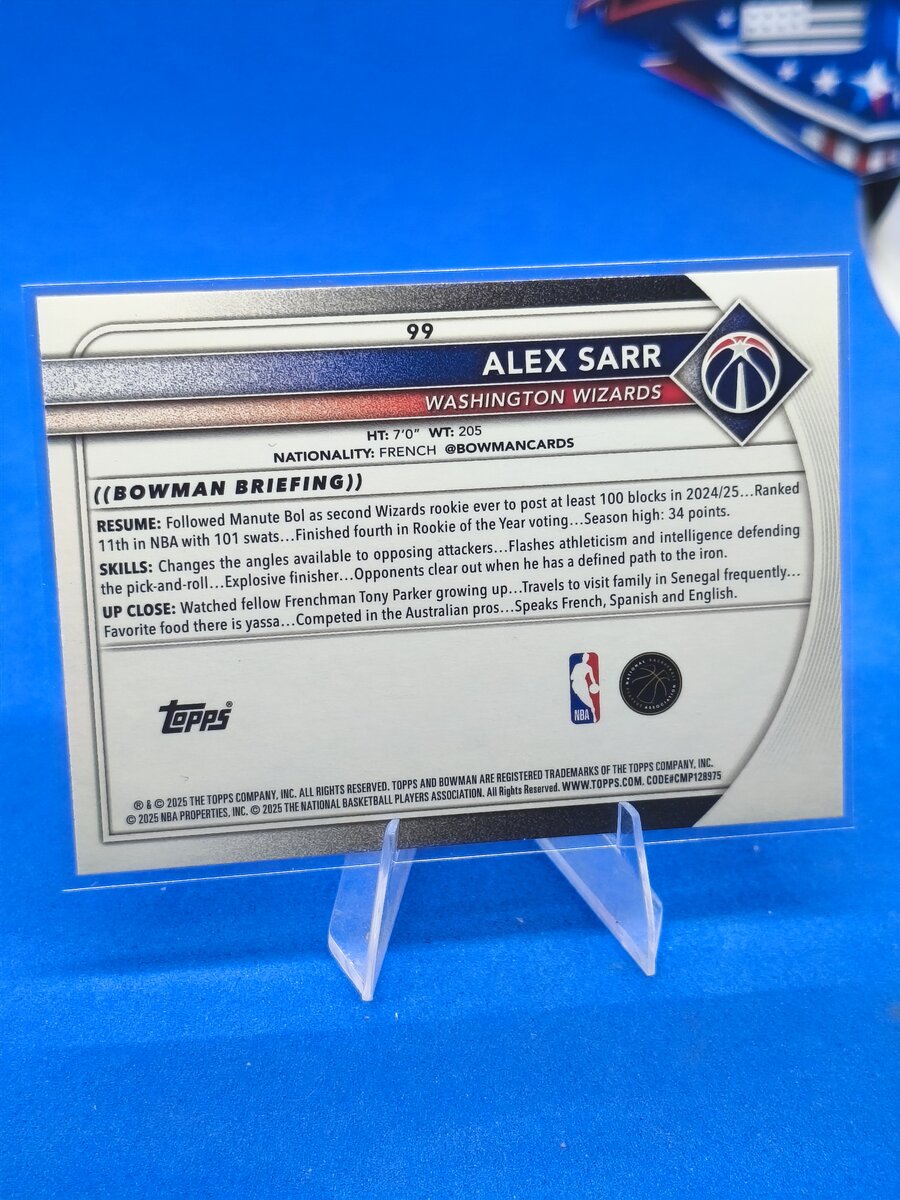 99
ALEX SARR
WASHINGTON WIZARDS
HT: 7'0" WT: 205
NATIONALITY: FRENCH @BOWMANCARDS
((BOWMAN BRIEFING))
RESUME: Followed Manute Bol as second Wizards rookie ever to post at least 100 blocks in 2024/25...Ranked
11th in NBA with 101 swats...Finished fourth in Rookie of the Year voting...Season high: 34 points.
SKILLS: Changes the angles available to opposing attackers...Flashes athleticism and intelligence defending
the pick-and-roll...Explosive finisher...Opponents clear out when he has a defined path to the iron.
UP CLOSE: Watched fellow Frenchman Tony Parker growing up...Travels to visit family in Senegal frequently...
Favorite food there is yassa...Competed in the Australian pros...Speaks French, Spanish and English.
topps®
NBA
NATIONAL BASKETBALL
ASSOCIATION
® & © 2025 THE TOPPS COMPANY, INC. ALL RIGHTS RESERVED. TOPPS AND BOWMAN ARE REGISTERED TRADEMARKS OF THE TOPPS COMPANY, INC.
© 2025 NBA PROPERTIES, INC. © 2025 THE NATIONAL BASKETBALL PLAYERS ASSOCIATION. All Rights Reserved. WWW.TOPPS.COM. CODE#CMP128975